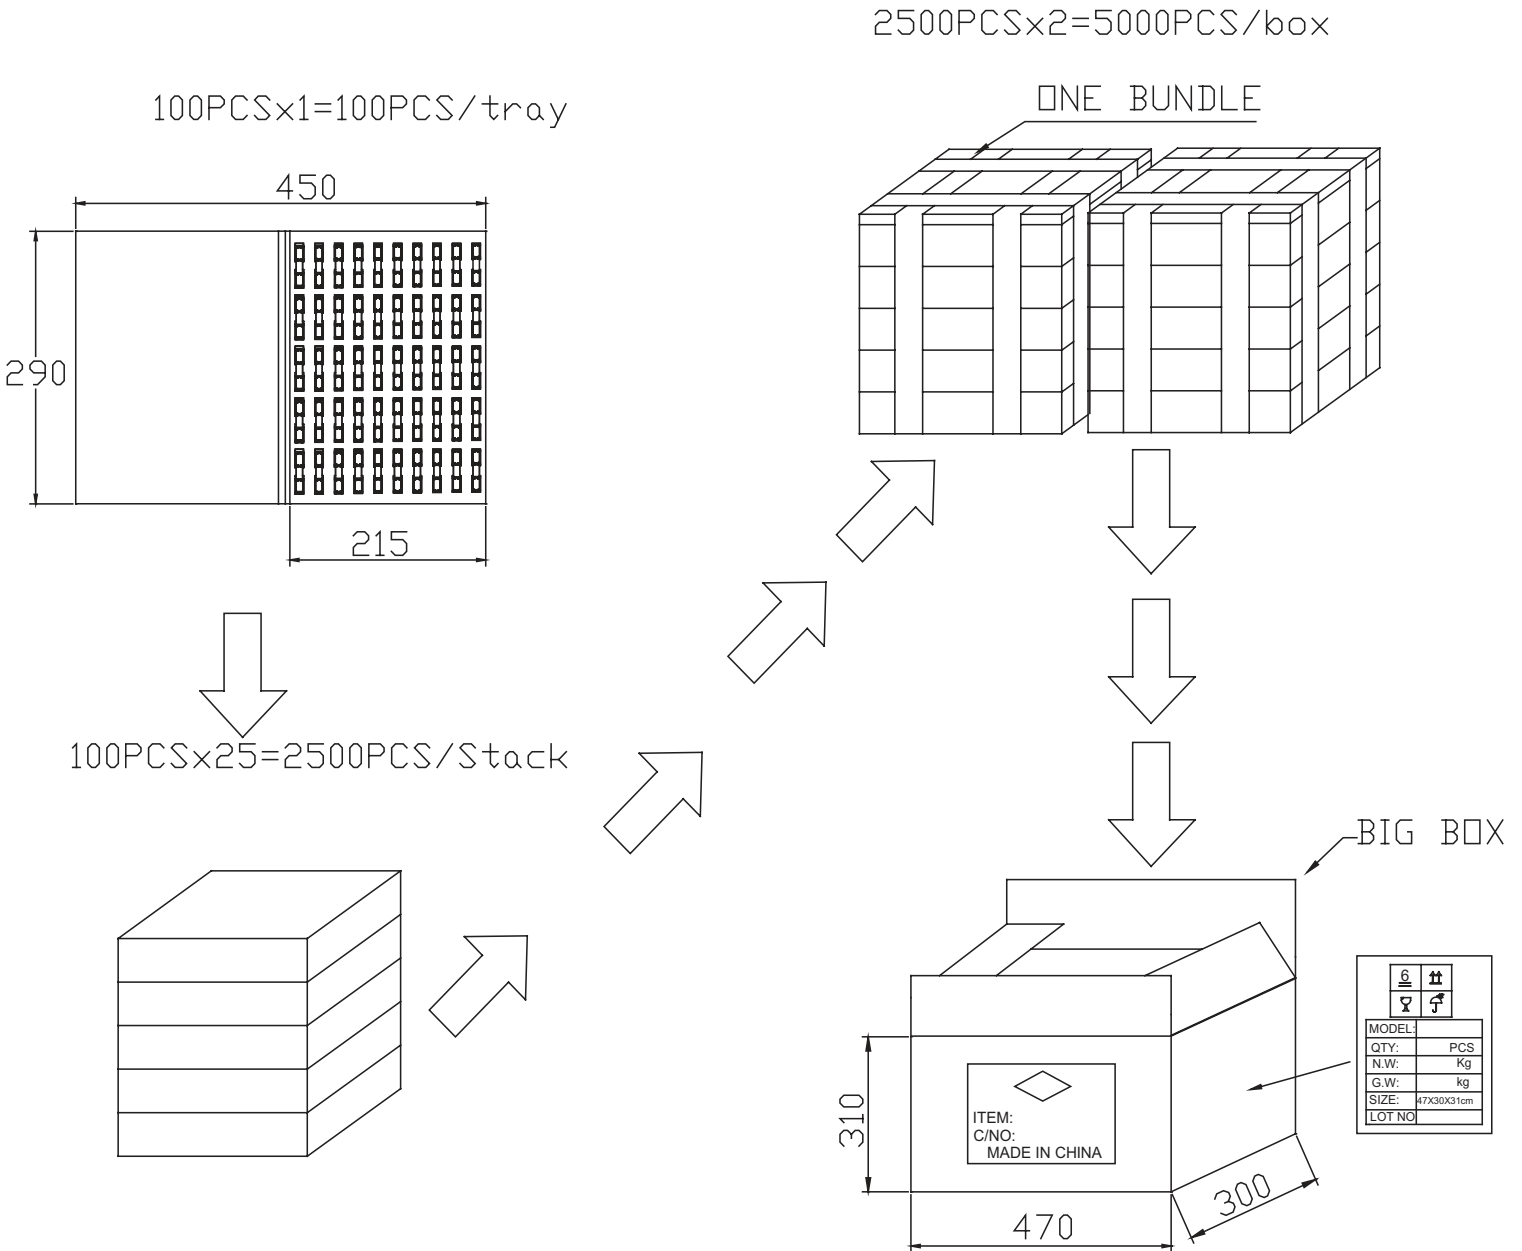 2500PCSx2=5000PCS/box
ONE BUNDLE
100PCSx1=100PCS/tray
450
290
215
100PCSx25=2500PCS/Stack
BIG BOX
6
MODEL:
QTY: PCS
N.W: Kg
G.W: kg
SIZE: 47X30X31cm
LOT NO
310
ITEM:
C/NO:
MADE IN CHINA
300
470